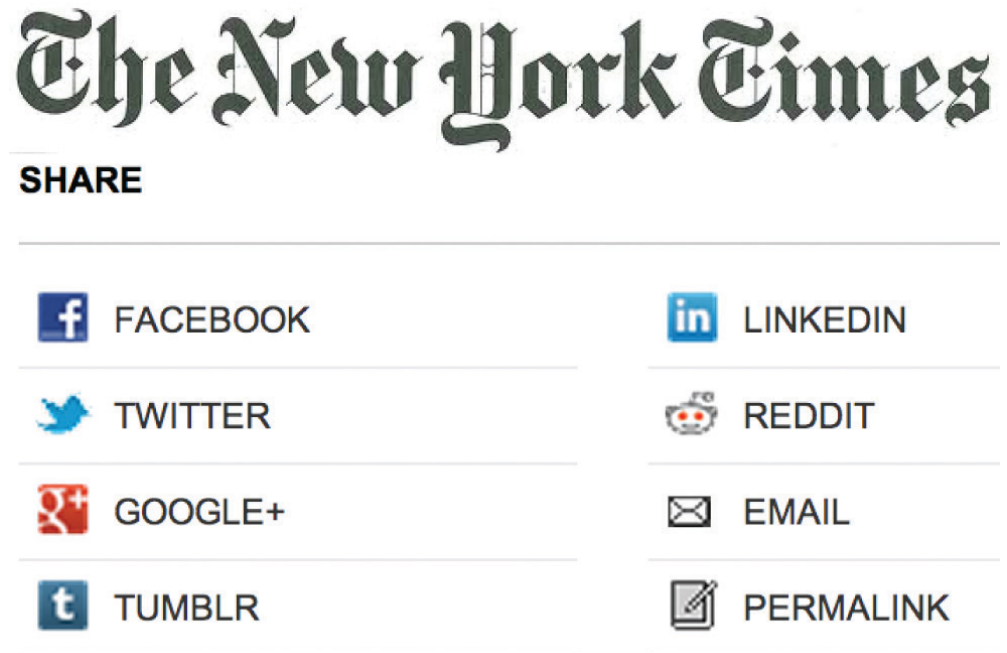 The New York Times
SHARE
FACEBOOK
LINKEDIN
TWITTER
REDDIT
GOOGLE+
EMAIL
TUMBLR
PERMALINK